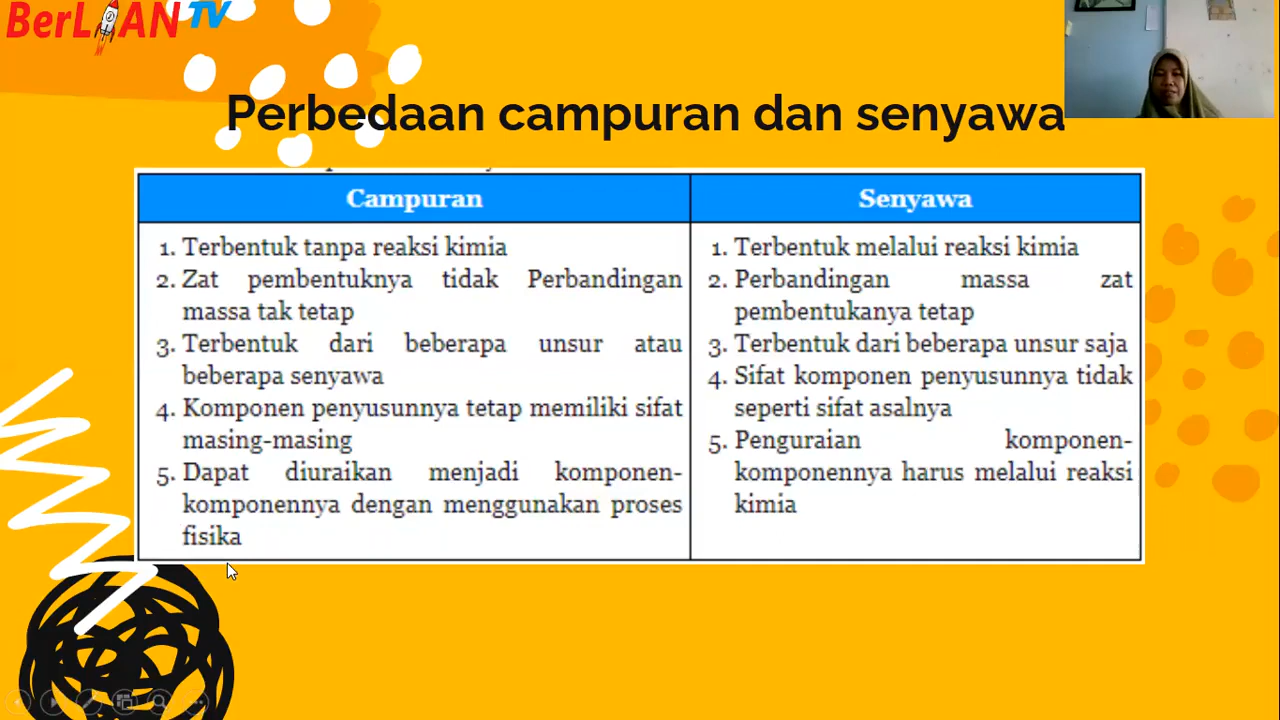 BerLIAN TV
Perbedaan campuran dan senyawa
Campuran
1. Terbentuk tanpa reaksi kimia
2. Zat pembentuknya tidak Perbandingan
massa tak tetap
3. Terbentuk dari beberapa unsur atau
beberapa senyawa
4. Komponen penyusunnya tetap memiliki sifat
masing-masing
5. Dapat diuraikan menjadi komponen-
komponennya dengan menggunakan proses
fisika
Senyawa
1. Terbentuk melalui reaksi kimia
2. Perbandingan massa zat
pembentukanya tetap
3. Terbentuk dari beberapa unsur saja
4. Sifat komponen penyusunnya tidak
seperti sifat asalnya
5. Penguraian komponen-
komponennya harus melalui reaksi
kimia